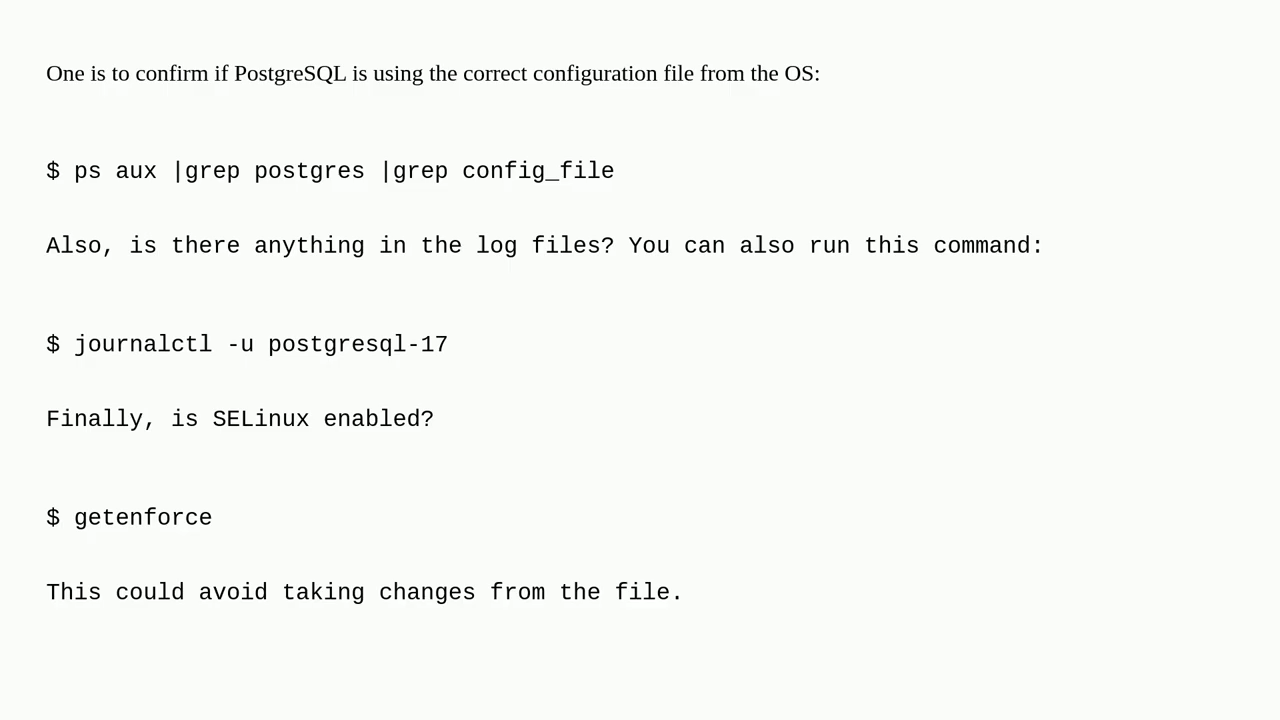 One is to confirm if PostgreSQL is using the correct configuration file from the OS:
$ ps aux |grep postgres |grep config_file
Also, is there anything in the log files? You can also run this command:
$ journalctl -u postgresql-17
Finally, is SELinux enabled?
$ getenforce
This could avoid taking changes from the file.